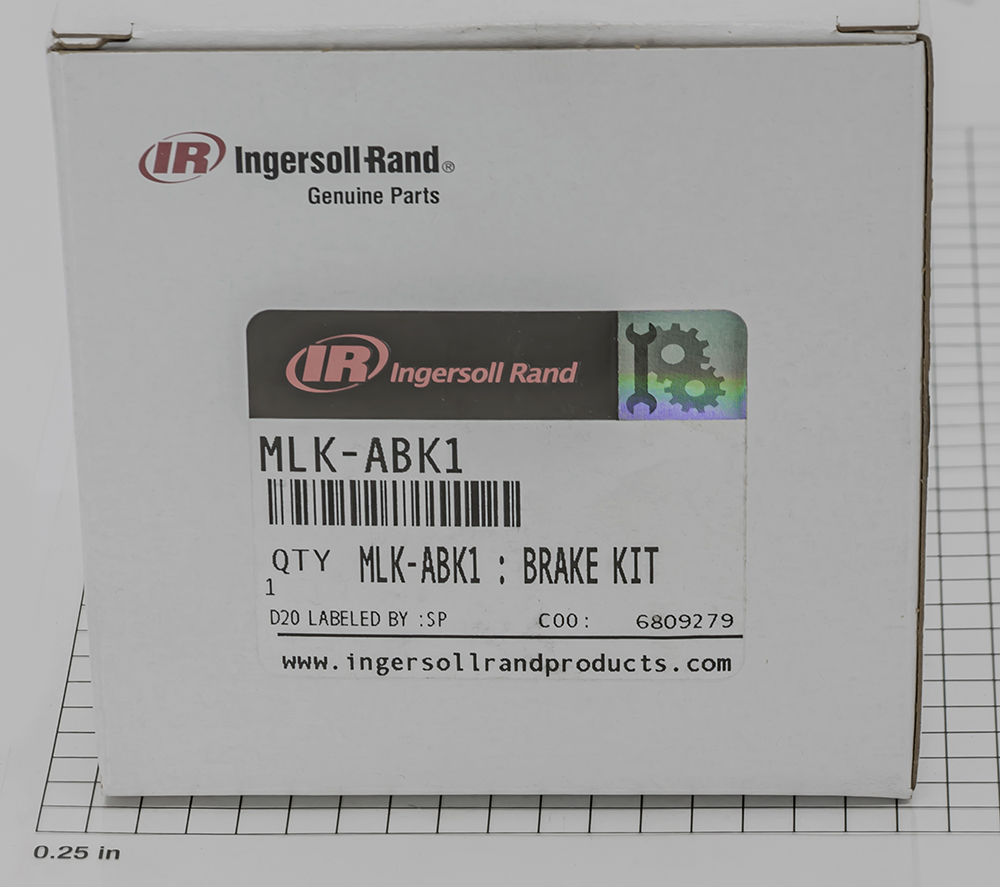 IR Ingersoll-Rand®
Genuine Parts
IR Ingersoll Rand
MLK-ABK1
QTY MLK-ABK1 : BRAKE KIT
1
D20 LABELED BY :SP COO: 6809279
www.ingersollrandproducts.com
0.25 in